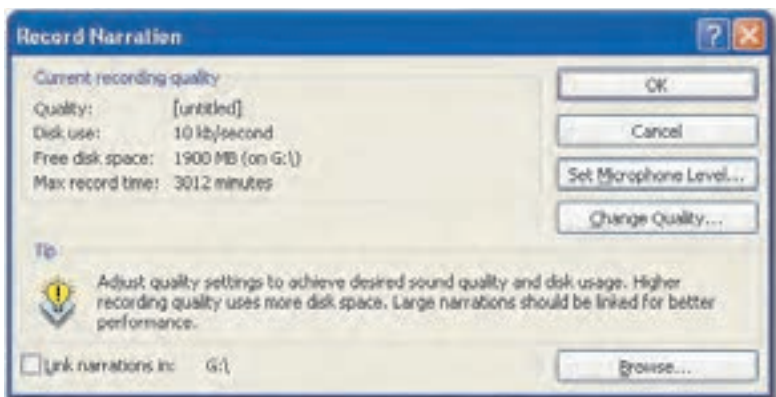 Record Narration
Current recording quality
Quality: [untitled]
Disk use: 10 kb/second
Free disk space: 1900 MB (on G:\)
Max record time: 3012 minutes
OK
Cancel
Set Microphone Level...
Change Quality...
Tip
Adjust quality settings to achieve desired sound quality and disk usage. Higher
recording quality uses more disk space. Large narrations should be linked for better
performance.
Link narrations in: G:\
Browse...